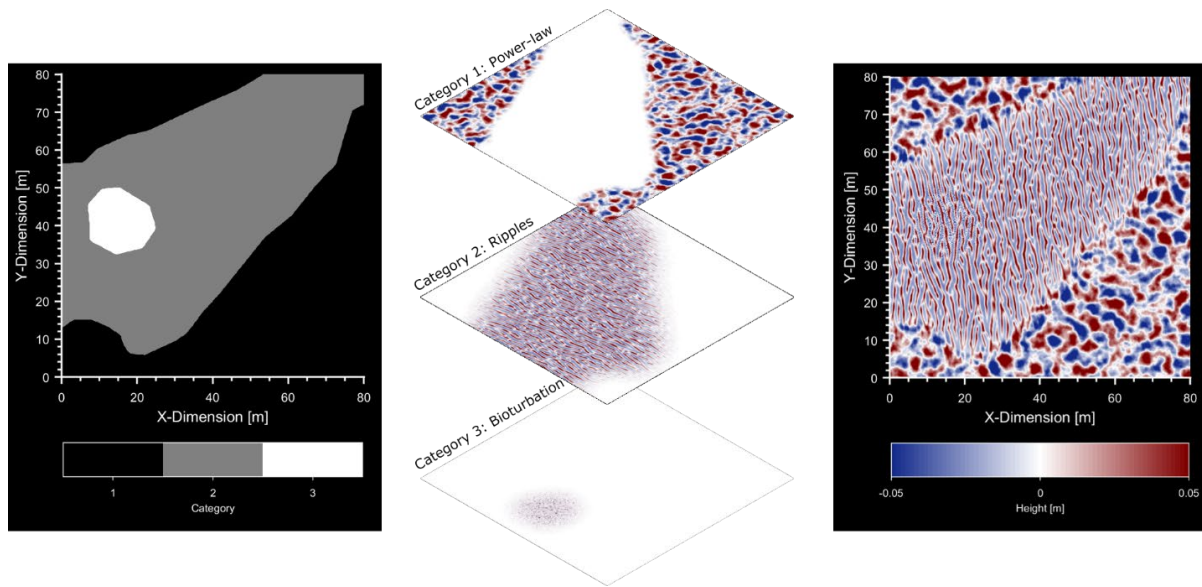 80
70
60
50
40
30
20
10
0
Y-Dimension [m]
0 20 40 60 80
X-Dimension [m]
1 2 3
Category
Category 1: Power-law
Category 2: Ripples
Category 3: Bioturbation
80
70
60
50
40
30
20
10
0
Y-Dimension [m]
0 20 40 60 80
X-Dimension [m]
-0.05 0 0.05
Height [m]